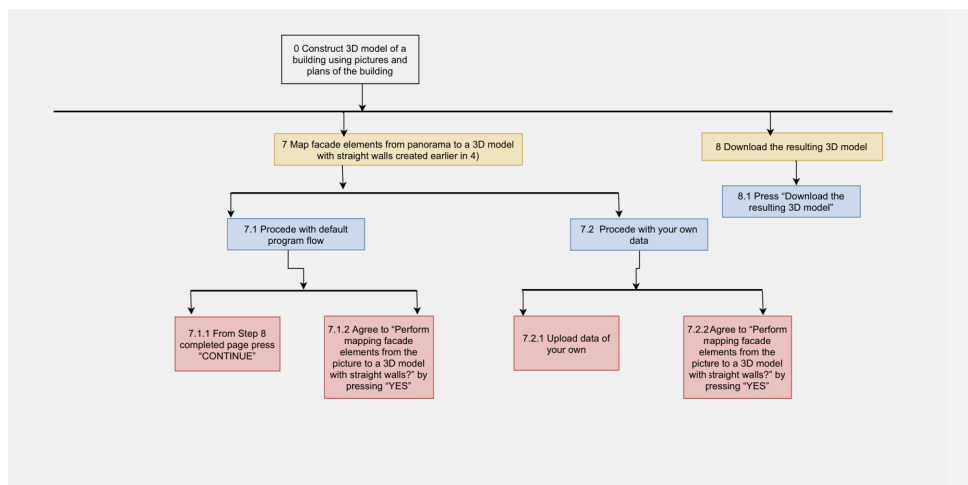 0 Construct 3D model of a
building using pictures and
plans of the building
7 Map facade elements from panorama to a 3D model
with straight walls created earlier in 4)
8 Download the resulting 3D model
8.1 Press “Download the
resulting 3D model”
7.1 Procede with default
program flow
7.2 Procede with your own
data
7.1.1 From Step 8
completed page press
“CONTINUE”
7.1.2 Agree to “Perform
mapping facade
elements from the
picture to a 3D model
with straight walls?” by
pressing “YES”
7.2.1 Upload data of
your own
7.2.2 Agree to “Perform
mapping facade
elements from the
picture to a 3D model
with straight walls?” by
pressing “YES”